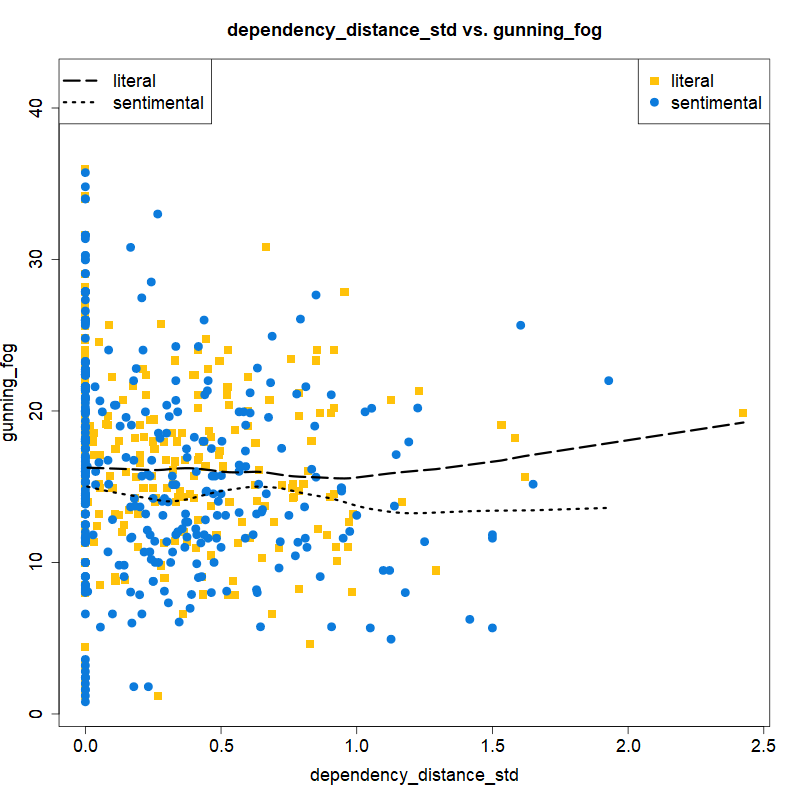 dependency_distance_std vs. gunning_fog
literal
sentimental
literal
sentimental
gunning_fog
40
30
20
10
0
0.0 0.5 1.0 1.5 2.0 2.5
dependency_distance_std